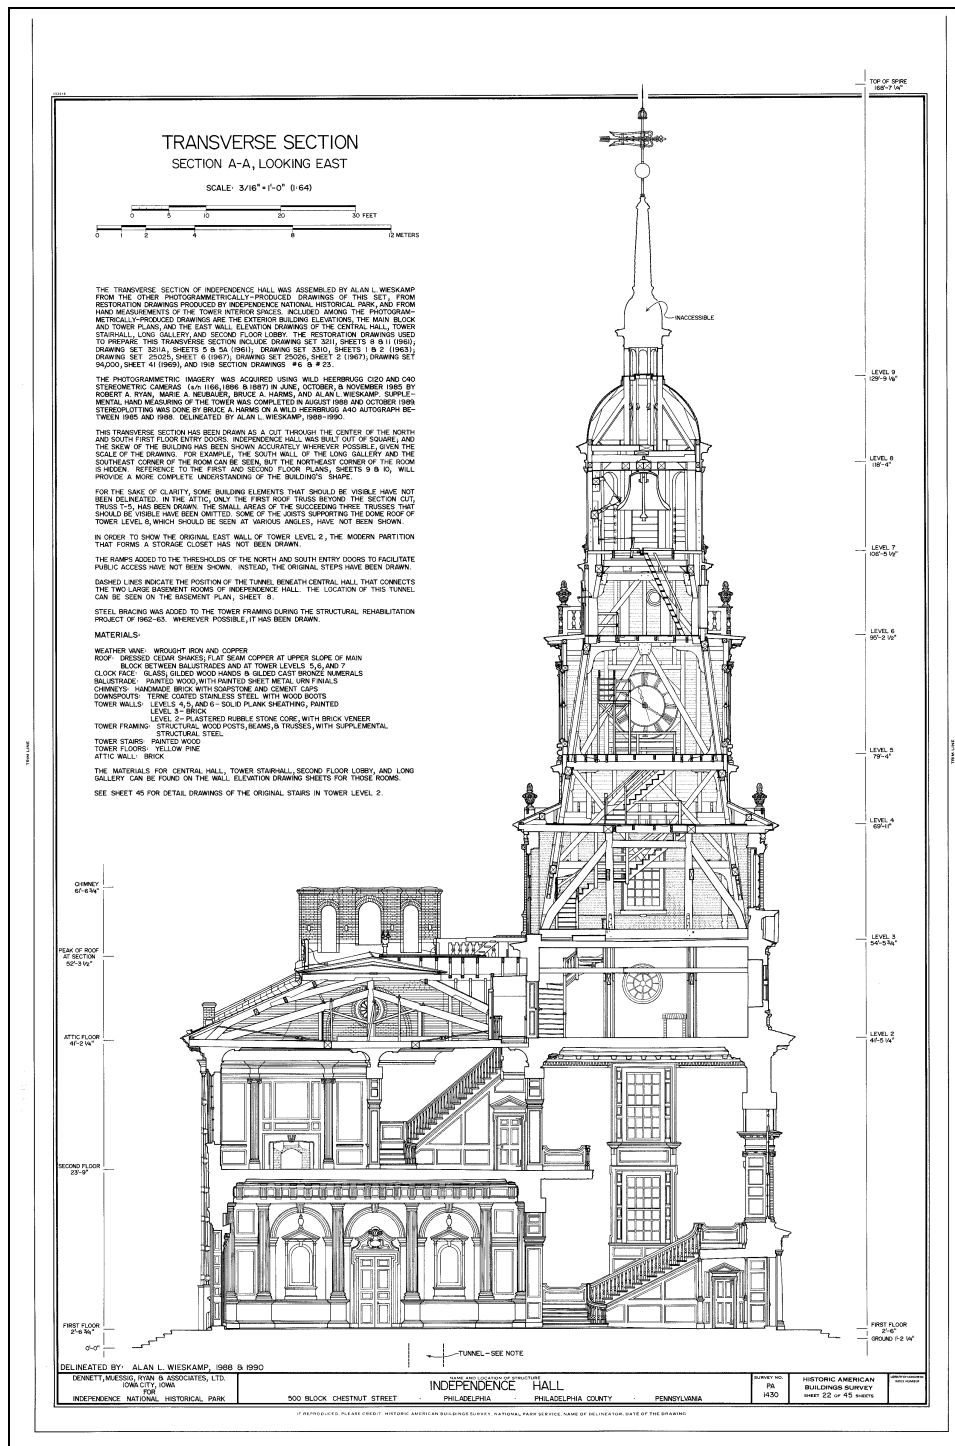 TRANSVERSE SECTION
SECTION A-A, LOOKING EAST
SCALE: 3/16" = 1'-0" (1:64)
0 5 10 20 30 FEET
0 1 2 4 8 12 METERS
THE TRANSVERSE SECTION OF INDEPENDENCE HALL WAS ASSEMBLED BY ALAN L. WIESKAMP
FROM THE OTHER PHOTOGRAMMETRICALLY-PRODUCED DRAWINGS OF THIS SET, FROM
RESTORATION DRAWINGS PRODUCED BY INDEPENDENCE NATIONAL HISTORICAL PARK, AND FROM
HAND MEASUREMENTS OF THE TOWER INTERIOR SPACES. INCLUDED AMONG THE PHOTOGRAM-
METRICALLY-PRODUCED DRAWINGS ARE THE EXTERIOR BUILDING ELEVATIONS, THE MAIN BLOCK
AND TOWER PLANS, AND THE EAST WALL ELEVATION DRAWINGS OF THE CENTRAL HALL, TOWER
STAIRHALL, LONG GALLERY, AND SECOND FLOOR LOBBY. THE RESTORATION DRAWINGS USED
TO PREPARE THIS TRANSVERSE SECTION INCLUDE DRAWING SET 3211, SHEETS 8 & 11 (1961);
DRAWING SET 3211A, SHEETS 5 & 5A (1961); DRAWING SET 3310, SHEETS 1 & 2 (1963);
DRAWING SET 25025, SHEET 6 (1967); DRAWING SET 25026, SHEET 2 (1967); DRAWING SET
94,000, SHEET 41 (1969), AND 1918 SECTION DRAWINGS #6 & #23.
THE PHOTOGRAMMETRIC IMAGERY WAS ACQUIRED USING WILD HEERBRUGG C120 AND C40
STEREOMETRIC CAMERAS (s/n 1166, 1886 & 1887) IN JUNE, OCTOBER, & NOVEMBER 1985 BY
ROBERT A. RYAN, MARIE A. NEUBAUER, BRUCE A. HARMS, AND ALAN L. WIESKAMP. SUPPLE-
MENTAL HAND MEASURING OF THE TOWER WAS COMPLETED IN AUGUST 1988 AND OCTOBER 1989.
STEREOPLOTTING WAS DONE BY BRUCE A. HARMS ON A WILD HEERBRUGG A40 AUTOGRAPH BE-
TWEEN 1985 AND 1988. DELINEATED BY ALAN L. WIESKAMP, 1988-1990.
THIS TRANSVERSE SECTION HAS BEEN DRAWN AS A CUT THROUGH THE CENTER OF THE NORTH
AND SOUTH FIRST FLOOR ENTRY DOORS. INDEPENDENCE HALL WAS BUILT OUT OF SQUARE, AND
THE SKEW OF THE BUILDING HAS BEEN SHOWN ACCURATELY WHEREVER POSSIBLE, GIVEN THE
SCALE OF THE DRAWING. FOR EXAMPLE, THE SOUTH WALL OF THE LONG GALLERY AND THE
SOUTHEAST CORNER OF THE ROOM CAN BE SEEN, BUT THE NORTHEAST CORNER OF THE ROOM
IS HIDDEN. REFERENCE TO THE FIRST AND SECOND FLOOR PLANS, SHEETS 9 & 10, WILL
PROVIDE A MORE COMPLETE UNDERSTANDING OF THE BUILDING'S SHAPE.
FOR THE SAKE OF CLARITY, SOME BUILDING ELEMENTS THAT SHOULD BE VISIBLE HAVE NOT
BEEN DELINEATED. IN THE ATTIC, ONLY THE FIRST ROOF TRUSS BEYOND THE SECTION CUT,
TRUSS T-5, HAS BEEN DRAWN. THE SMALL AREAS OF THE SUCCEEDING THREE TRUSSES THAT
SHOULD BE VISIBLE HAVE BEEN OMITTED. SOME OF THE JOISTS SUPPORTING THE DOME ROOF OF
TOWER LEVEL 8, WHICH SHOULD BE SEEN AT VARIOUS ANGLES, HAVE NOT BEEN SHOWN.
IN ORDER TO SHOW THE ORIGINAL EAST WALL OF TOWER LEVEL 2, THE MODERN PARTITION
THAT FORMS A STORAGE CLOSET HAS NOT BEEN DRAWN.
THE RAMPS ADDED TO THE THRESHOLDS OF THE NORTH AND SOUTH ENTRY DOORS TO FACILITATE
PUBLIC ACCESS HAVE NOT BEEN SHOWN. INSTEAD, THE ORIGINAL STEPS HAVE BEEN DRAWN.
DASHED LINES INDICATE THE POSITION OF THE TUNNEL BENEATH CENTRAL HALL THAT CONNECTS
THE TWO LARGE BASEMENT ROOMS OF INDEPENDENCE HALL. THE LOCATION OF THIS TUNNEL
CAN BE SEEN ON THE BASEMENT PLAN, SHEET 8.
STEEL BRACING WAS ADDED TO THE TOWER FRAMING DURING THE STRUCTURAL REHABILITATION
PROJECT OF 1962-63. WHEREVER POSSIBLE, IT HAS BEEN DRAWN.
MATERIALS:
WEATHER VANE: WROUGHT IRON AND COPPER
ROOF: DRESSED CEDAR SHAKES; FLAT SEAM COPPER AT UPPER SLOPE OF MAIN
BLOCK BETWEEN BALUSTRADES AND AT TOWER LEVELS 5, 6, AND 7
CLOCK FACE: GLASS; GILDED WOOD HANDS & GILDED CAST BRONZE NUMERALS
BALUSTRADE: PAINTED WOOD, WITH PAINTED SHEET METAL URN FINIALS
CHIMNEYS: HANDMADE BRICK WITH SOAPSTONE AND CEMENT CAPS
DOWNSPOUTS: TERNE COATED STAINLESS STEEL WITH WOOD BOOTS
TOWER WALLS: LEVELS 4, 5, AND 6 - SOLID PLANK SHEATHING, PAINTED
LEVEL 3 - BRICK
LEVEL 2 - PLASTERED RUBBLE STONE CORE, WITH BRICK VENEER
TOWER FRAMING: STRUCTURAL WOOD POSTS, BEAMS, & TRUSSES, WITH SUPPLEMENTAL
STRUCTURAL STEEL
TOWER STAIRS: PAINTED WOOD
TOWER FLOORS: YELLOW PINE
ATTIC WALL: BRICK
THE MATERIALS FOR CENTRAL HALL, TOWER STAIRHALL, SECOND FLOOR LOBBY, AND LONG
GALLERY CAN BE FOUND ON THE WALL ELEVATION DRAWING SHEETS FOR THOSE ROOMS.
SEE SHEET 45 FOR DETAIL DRAWINGS OF THE ORIGINAL STAIRS IN TOWER LEVEL 2.
TOP OF SPIRE
168'-7 1/4"
INACCESSIBLE
LEVEL 9
129'-9 1/8"
LEVEL 8
118'-4"
LEVEL 7
106'-5 1/2"
LEVEL 6
95'-2 1/2"
LEVEL 5
79'-4"
LEVEL 4
69'-11"
LEVEL 3
54'-5 3/4"
LEVEL 2
41'-5 1/4"
FIRST FLOOR
2'-6"
GROUND 1'-2 1/4"
CHIMNEY
61'-6 3/4"
PEAK OF ROOF
AT SECTION
52'-3 1/2"
ATTIC FLOOR
41'-2 1/4"
SECOND FLOOR
23'-9"
FIRST FLOOR
2'-6 3/4"
0'-0"
TUNNEL-SEE NOTE
TRIM LINE
TRIM LINE
DELINEATED BY: ALAN L. WIESKAMP, 1988 & 1990
DENNETT, MUESSIG, RYAN & ASSOCIATES, LTD.
IOWA CITY, IOWA
FOR
INDEPENDENCE NATIONAL HISTORICAL PARK
NAME AND LOCATION OF STRUCTURE
INDEPENDENCE HALL
500 BLOCK CHESTNUT STREET PHILADELPHIA PHILADELPHIA COUNTY PENNSYLVANIA
SURVEY NO.
PA
1430
HISTORIC AMERICAN
BUILDINGS SURVEY
SHEET 22 OF 45 SHEETS
LIBRARY OF CONGRESS
INDEX NUMBER
IF REPRODUCED, PLEASE CREDIT: HISTORIC AMERICAN BUILDINGS SURVEY, NATIONAL PARK SERVICE, NAME OF DELINEATOR, DATE OF THE DRAWING